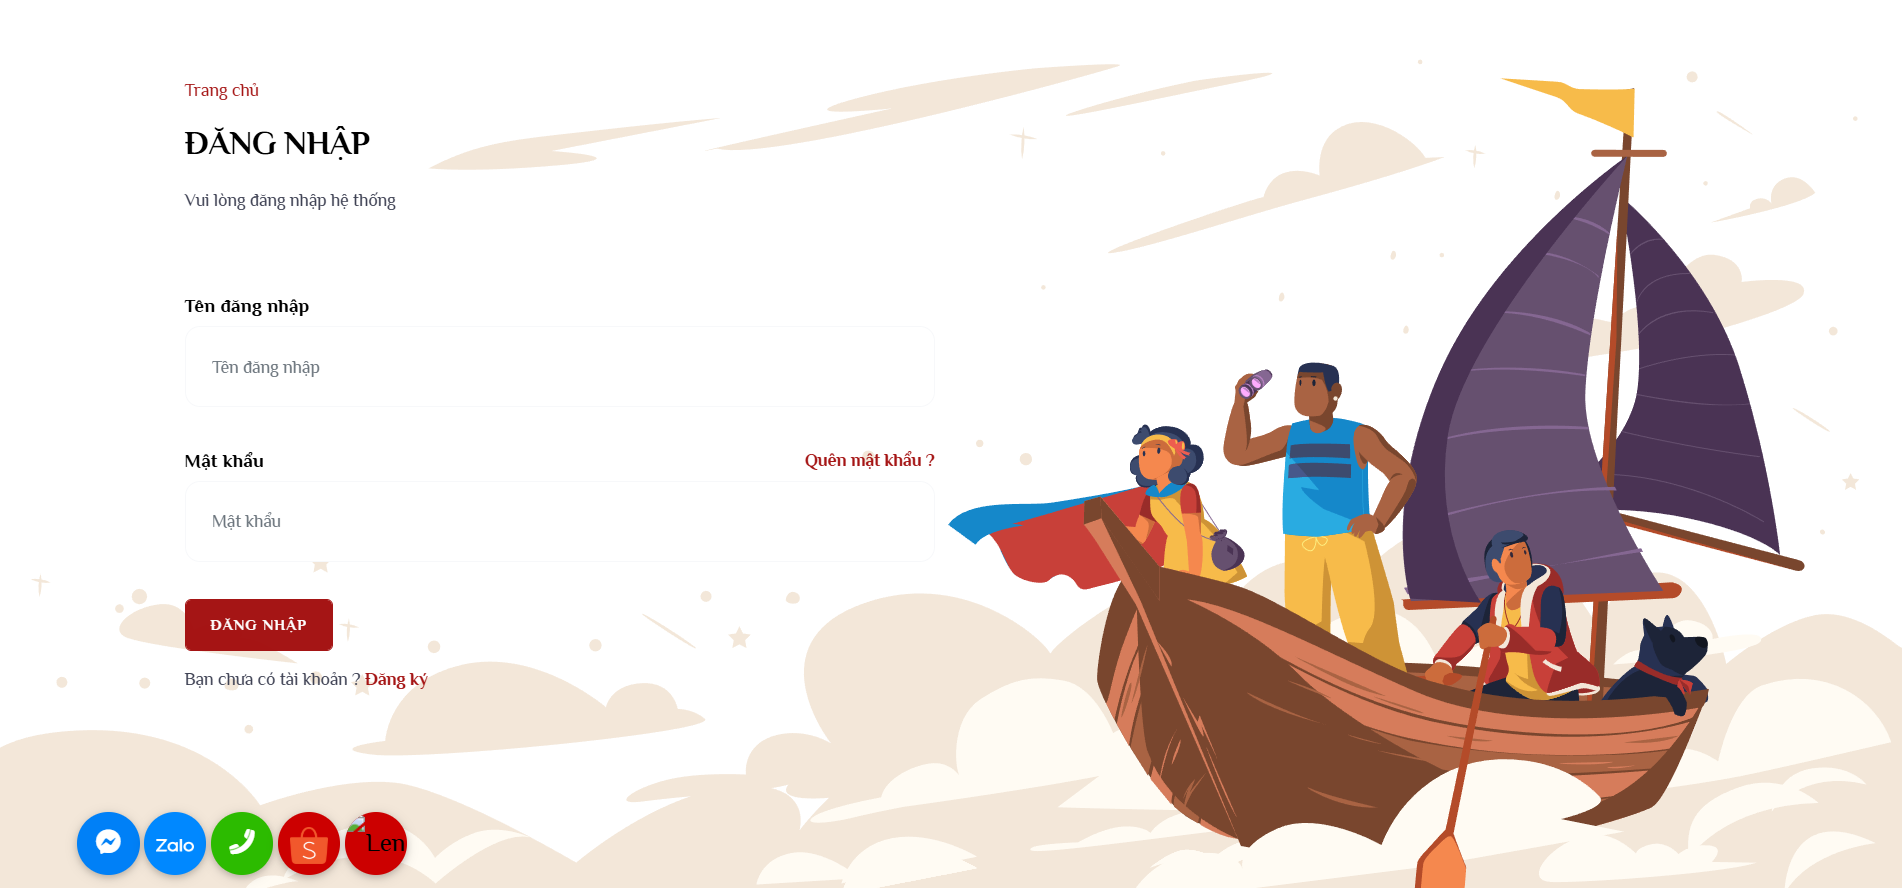 Trang chủ
ĐĂNG NHẬP
Vui lòng đăng nhập hệ thống
Tên đăng nhập
Tên đăng nhập
Mật khẩu
Quên mật khẩu ?
Mật khẩu
ĐĂNG NHẬP
Bạn chưa có tài khoản ? Đăng ký
Zalo
S
Len